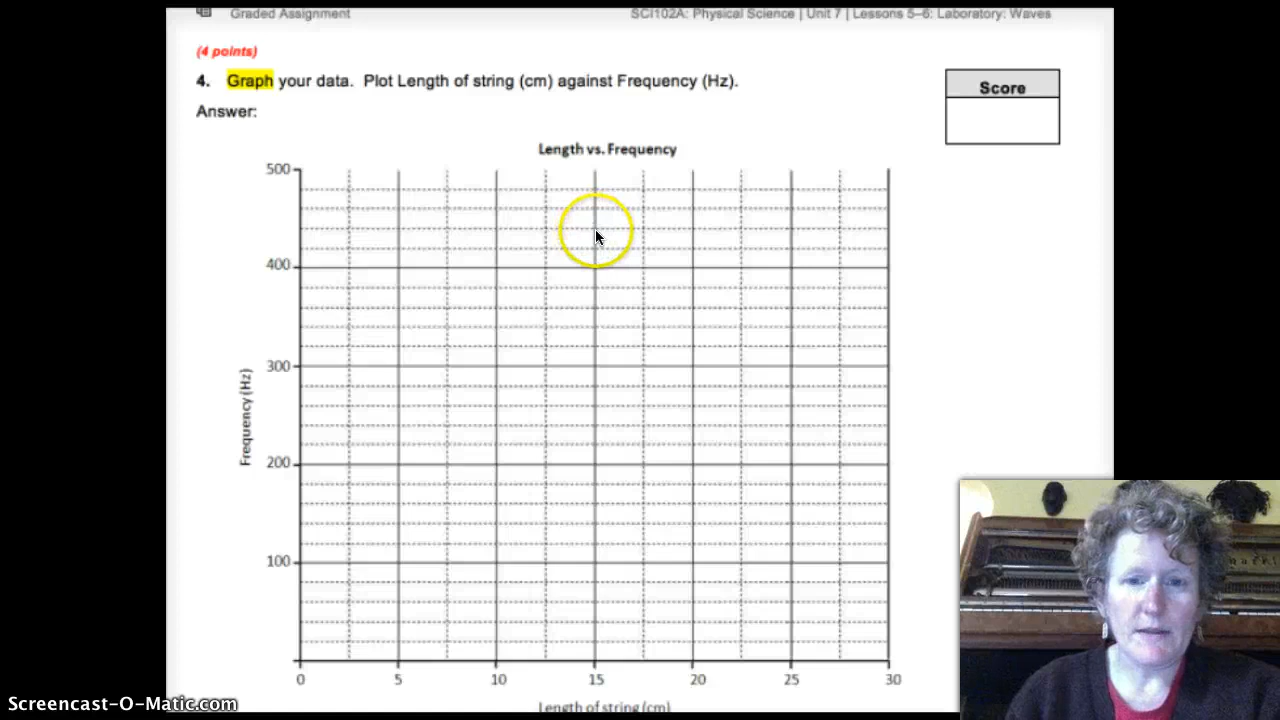 Graded Assignment
SCI102A: Physical Science | Unit 7 | Lessons 5–6: Laboratory: Waves
(4 points)
4. Graph your data. Plot Length of string (cm) against Frequency (Hz).
Score
Answer:
Length vs. Frequency
500
400
300
200
100
Frequency (Hz)
0 5 10 15 20 25 30
Length of string (cm)
Screencast-O-Matic.com